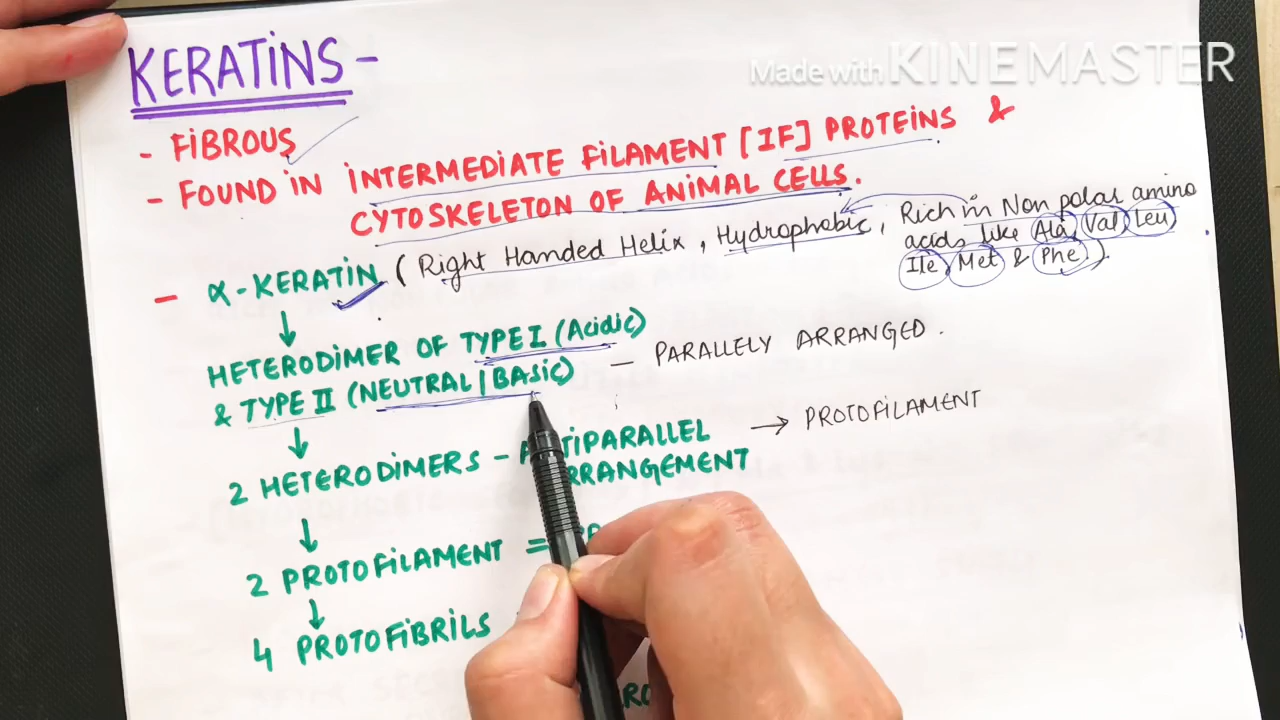 KERATINS -
Made with KINEMASTER
- FIBROUS
- FOUND IN INTERMEDIATE FILAMENT [IF] PROTEINS &
CYTOSKELETON OF ANIMAL CELLS.
- α-KERATIN (Right Handed Helix, Hydrophobic, Rich in Non polar amino
acids like Ala Val Leu
Ile Met & Phe).
↓
HETERODIMER OF TYPE I (Acidic)
& TYPE II (NEUTRAL | BASIC) - PARALLELY ARRANGED.
↓
2 HETERODIMERS - ANTIPARALLEL → PROTOFILAMENT
ARRANGEMENT
↓
2 PROTOFILAMENT =
↓
4 PROTOFIBRILS